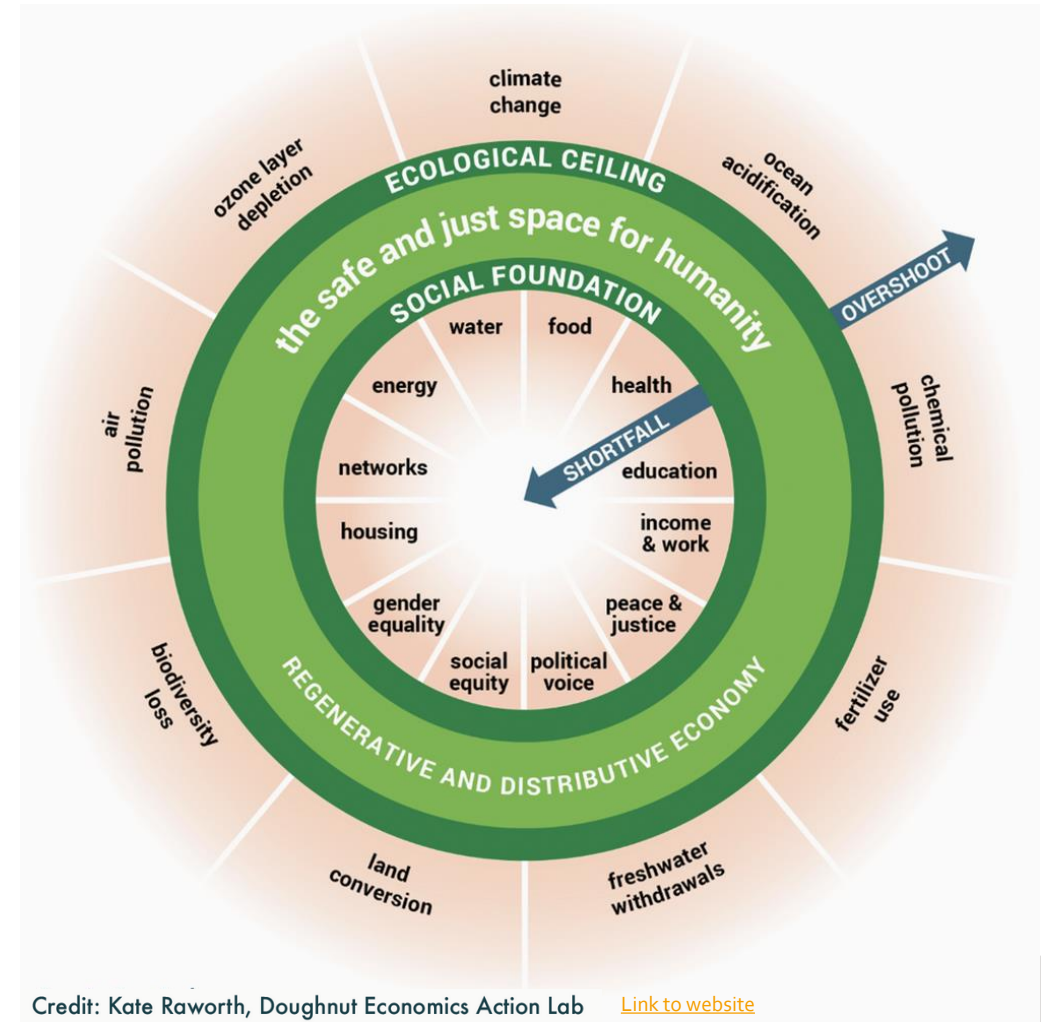 climate
change
ocean
acidification
OVERSHOOT
chemical
pollution
fertilizer
use
freshwater
withdrawals
land
conversion
biodiversity
loss
air
pollution
ozone layer
depletion
ECOLOGICAL CEILING
the safe and just space for humanity
SOCIAL FOUNDATION
water
food
health
SHORTFALL
education
income
& work
peace &
justice
political
voice
social
equity
gender
equality
housing
networks
energy
REGENERATIVE AND DISTRIBUTIVE ECONOMY
Credit: Kate Raworth, Doughnut Economics Action Lab
Link to website